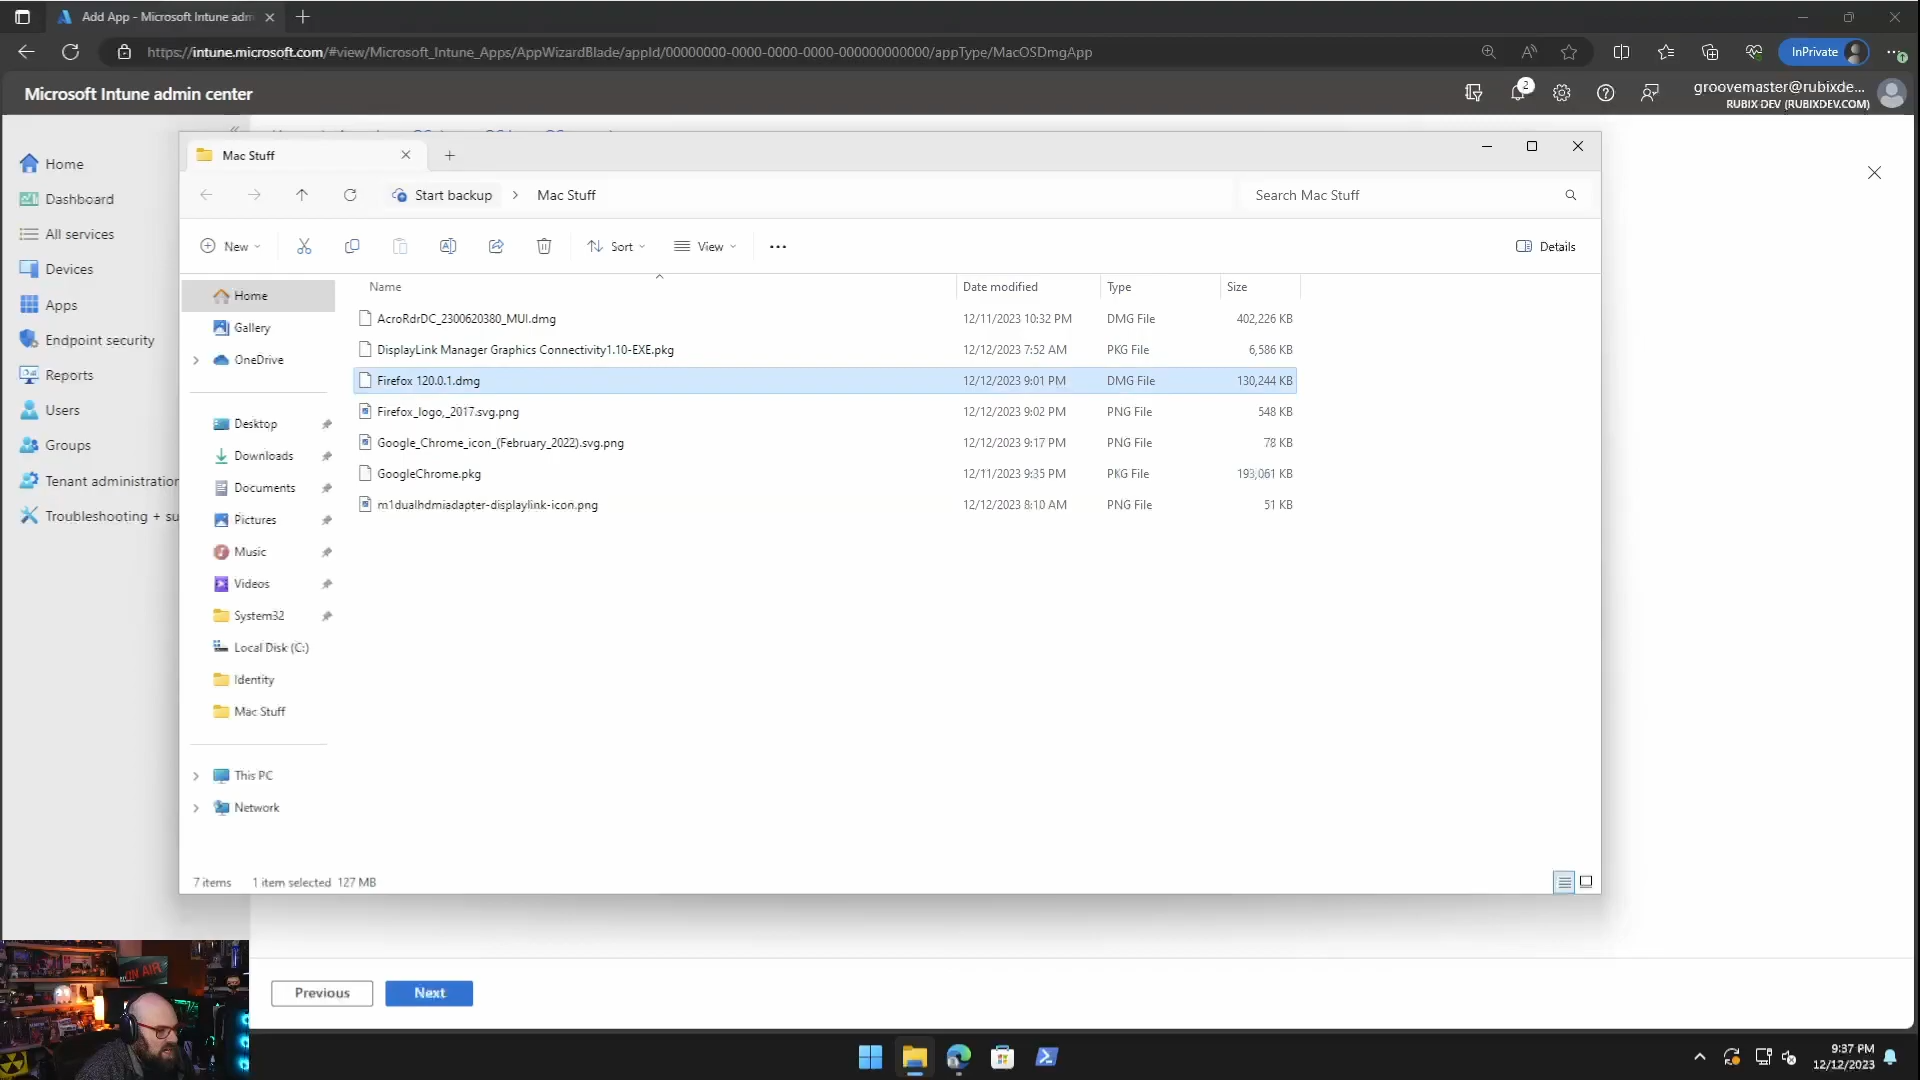 Add App - Microsoft Intune adm
https://intune.microsoft.com/#view/Microsoft_Intune_Apps/AppWizardBlade/appId/00000000-0000-0000-0000-000000000000/appType/MacOSDmgApp
InPrivate
Microsoft Intune admin center
2
groovemaster@rubixde...
RUBIX DEV (RUBIXDEV.COM)
Home
Dashboard
All services
Devices
Apps
Endpoint security
Reports
Users
Groups
Tenant administration
Troubleshooting + su
Mac Stuff
Start backup
Mac Stuff
Search Mac Stuff
New
Sort
View
Details
Home
Gallery
OneDrive
Desktop
Downloads
Documents
Pictures
Music
Videos
System32
Local Disk (C:)
Identity
Mac Stuff
This PC
Network
Name Date modified Type Size
AcroRdrDC_2300620380_MUI.dmg 12/11/2023 10:32 PM DMG File 402,226 KB
DisplayLink Manager Graphics Connectivity1.10-EXE.pkg 12/12/2023 7:52 AM PKG File 6,586 KB
Firefox 120.0.1.dmg 12/12/2023 9:01 PM DMG File 130,244 KB
Firefox_logo,_2017.svg.png 12/12/2023 9:02 PM PNG File 548 KB
Google_Chrome_icon_(February_2022).svg.png 12/12/2023 9:17 PM PNG File 78 KB
GoogleChrome.pkg 12/11/2023 9:35 PM PKG File 193,061 KB
m1dualhdmiadapter-displaylink-icon.png 12/12/2023 8:10 AM PNG File 51 KB
7 items 1 item selected 127 MB
Previous
Next
ON AIR
9:37 PM
12/12/2023